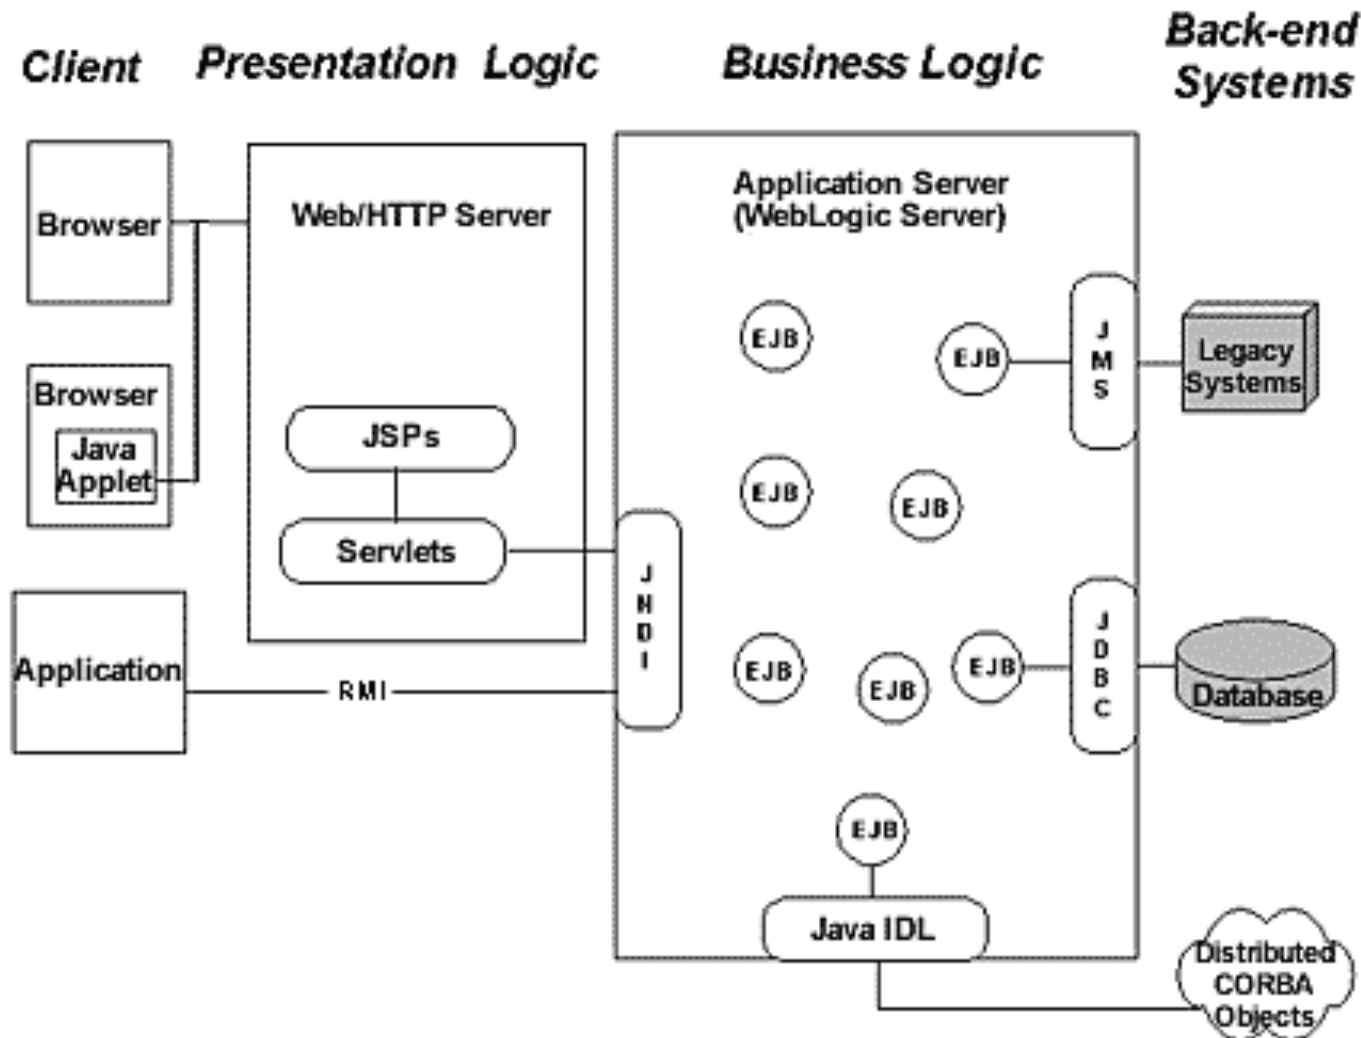 Client
Presentation Logic
Business Logic
Back-end
Systems
Browser
Web/HTTP Server
Application Server
(WebLogic Server)
EJB
EJB
J
M
S
Legacy
Systems
Browser
Java
Applet
JSPs
EJB
EJB
Servlets
J
N
D
I
Application
RMI
EJB
EJB
EJB
J
D
B
C
Database
EJB
Java IDL
Distributed
CORBA
Objects